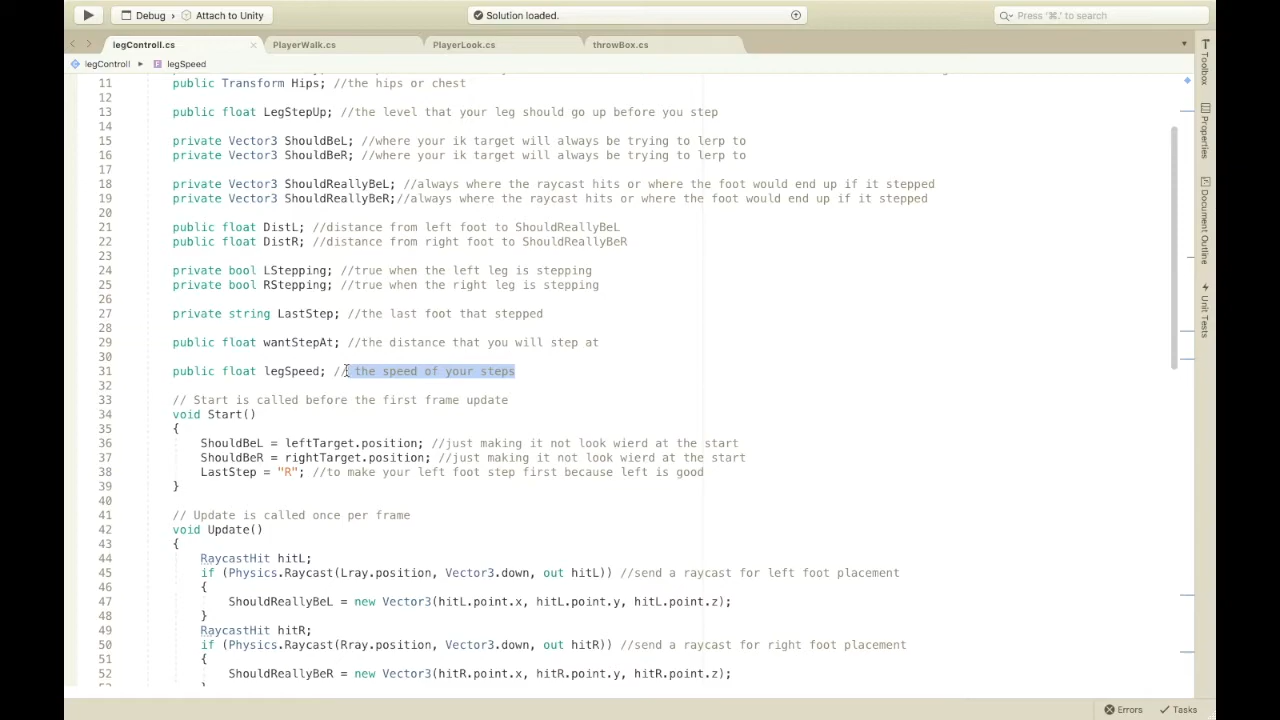 Debug › Attach to Unity
Solution loaded.
Press '⌘.' to search
legControll.cs
PlayerWalk.cs
PlayerLook.cs
throwBox.cs
legControll
legSpeed
11 public Transform Hips; //the hips or chest
12
13 public float LegStepUp; //the level that your leg should go up before you step
14
15 private Vector3 ShouldBeL; //where your ik target will always be trying to lerp to
16 private Vector3 ShouldBeR; //where your ik target will always be trying to lerp to
17
18 private Vector3 ShouldReallyBeL; //always where the raycast hits or where the foot would end up if it stepped
19 private Vector3 ShouldReallyBeR;//always where the raycast hits or where the foot would end up if it stepped
20
21 public float DistL; //distance from left foot to ShouldReallyBeL
22 public float DistR; //distance from right foot to ShouldReallyBeR
23
24 private bool LStepping; //true when the left leg is stepping
25 private bool RStepping; //true when the right leg is stepping
26
27 private string LastStep; //the last foot that stepped
28
29 public float wantStepAt; //the distance that you will step at
30
31 public float legSpeed; // the speed of your steps
32
33 // Start is called before the first frame update
34 void Start()
35 {
36 ShouldBeL = leftTarget.position; //just making it not look wierd at the start
37 ShouldBeR = rightTarget.position; //just making it not look wierd at the start
38 LastStep = "R"; //to make your left foot step first because left is good
39 }
40
41 // Update is called once per frame
42 void Update()
43 {
44 RaycastHit hitL;
45 if (Physics.Raycast(Lray.position, Vector3.down, out hitL)) //send a raycast for left foot placement
46 {
47 ShouldReallyBeL = new Vector3(hitL.point.x, hitL.point.y, hitL.point.z);
48 }
49 RaycastHit hitR;
50 if (Physics.Raycast(Rray.position, Vector3.down, out hitR)) //send a raycast for right foot placement
51 {
52 ShouldReallyBeR = new Vector3(hitR.point.x, hitR.point.y, hitR.point.z);
Toolbox
Properties
Document Outline
Unit Tests
Errors
Tasks